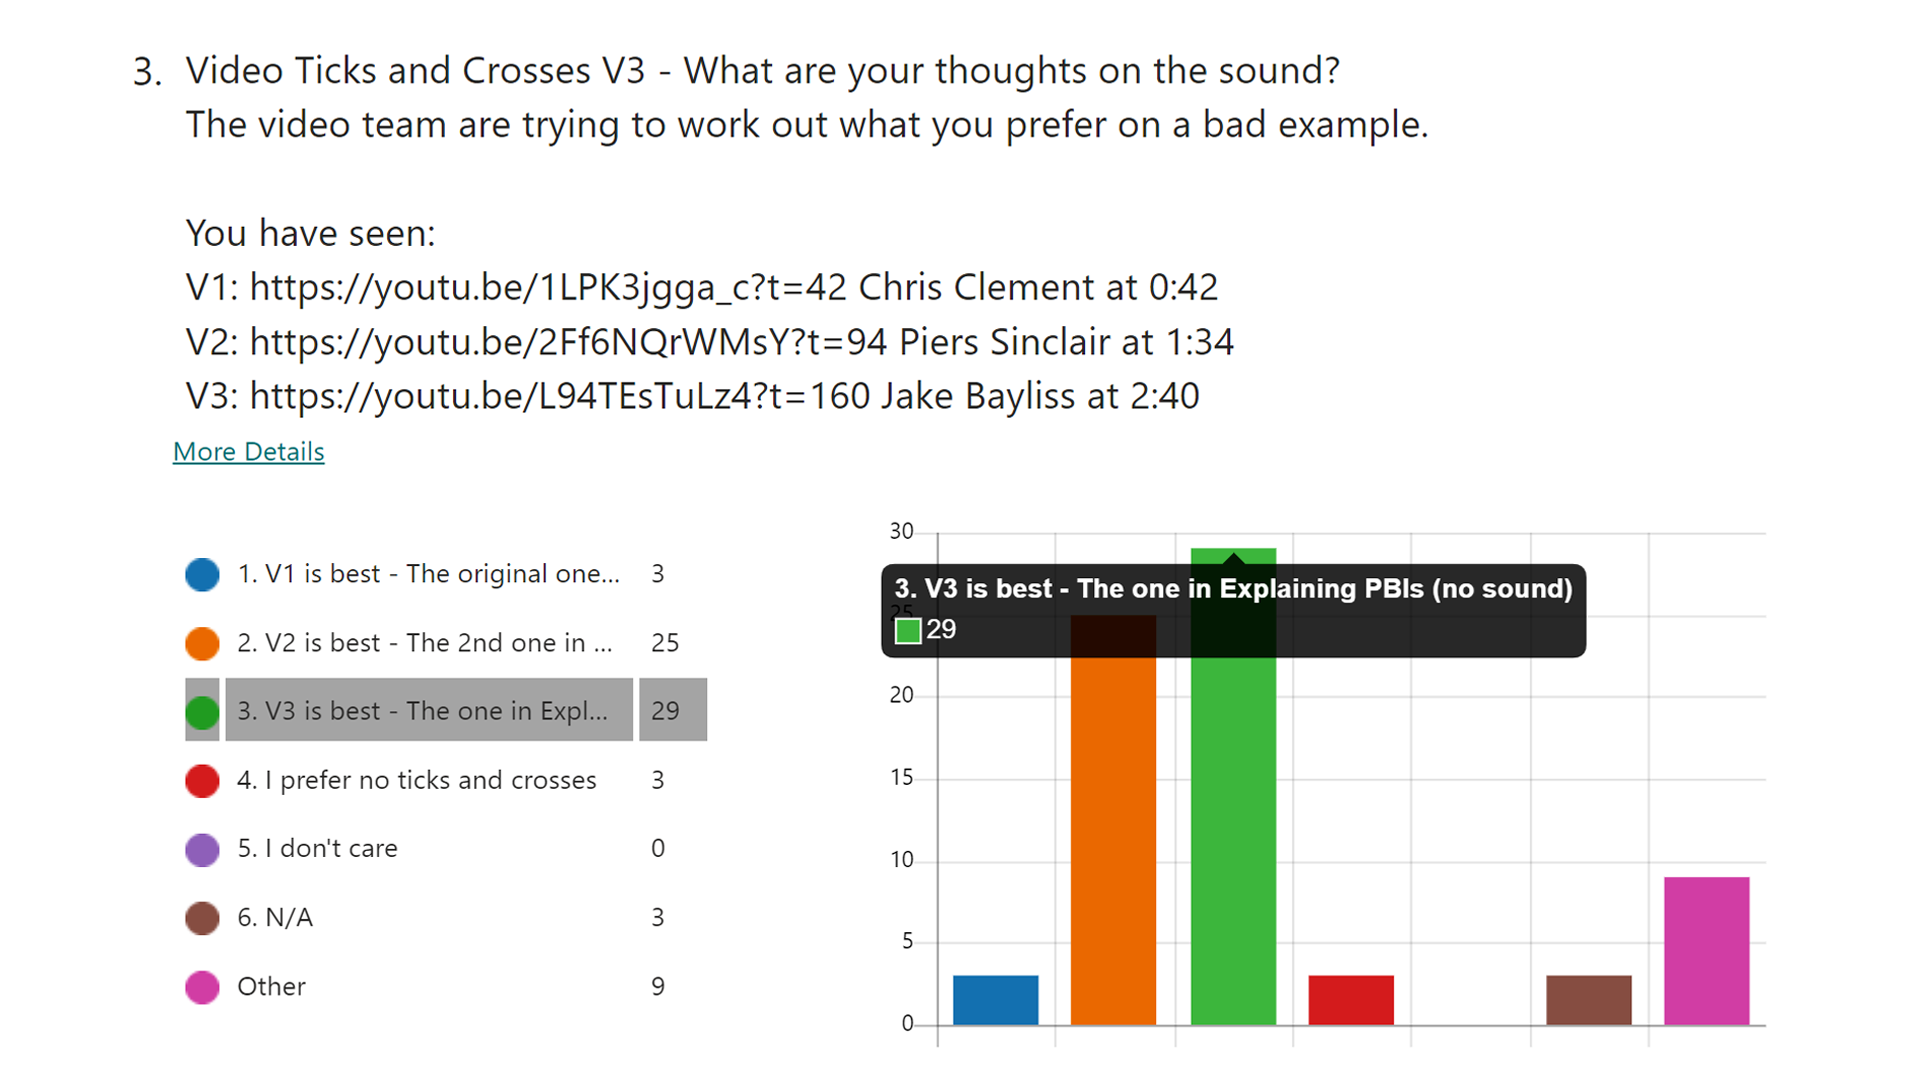 3. Video Ticks and Crosses V3 - What are your thoughts on the sound?
The video team are trying to work out what you prefer on a bad example.
You have seen:
V1: https://youtu.be/1LPK3jgga_c?t=42 Chris Clement at 0:42
V2: https://youtu.be/2Ff6NQrWMsY?t=94 Piers Sinclair at 1:34
V3: https://youtu.be/L94TEsTuLz4?t=160 Jake Bayliss at 2:40
More Details
1. V1 is best - The original one... 3
2. V2 is best - The 2nd one in ... 25
3. V3 is best - The one in Expl... 29
4. I prefer no ticks and crosses 3
5. I don't care 0
6. N/A 3
Other 9
30
3. V3 is best - The one in Explaining PBIs (no sound)
25
29
20
15
10
5
0